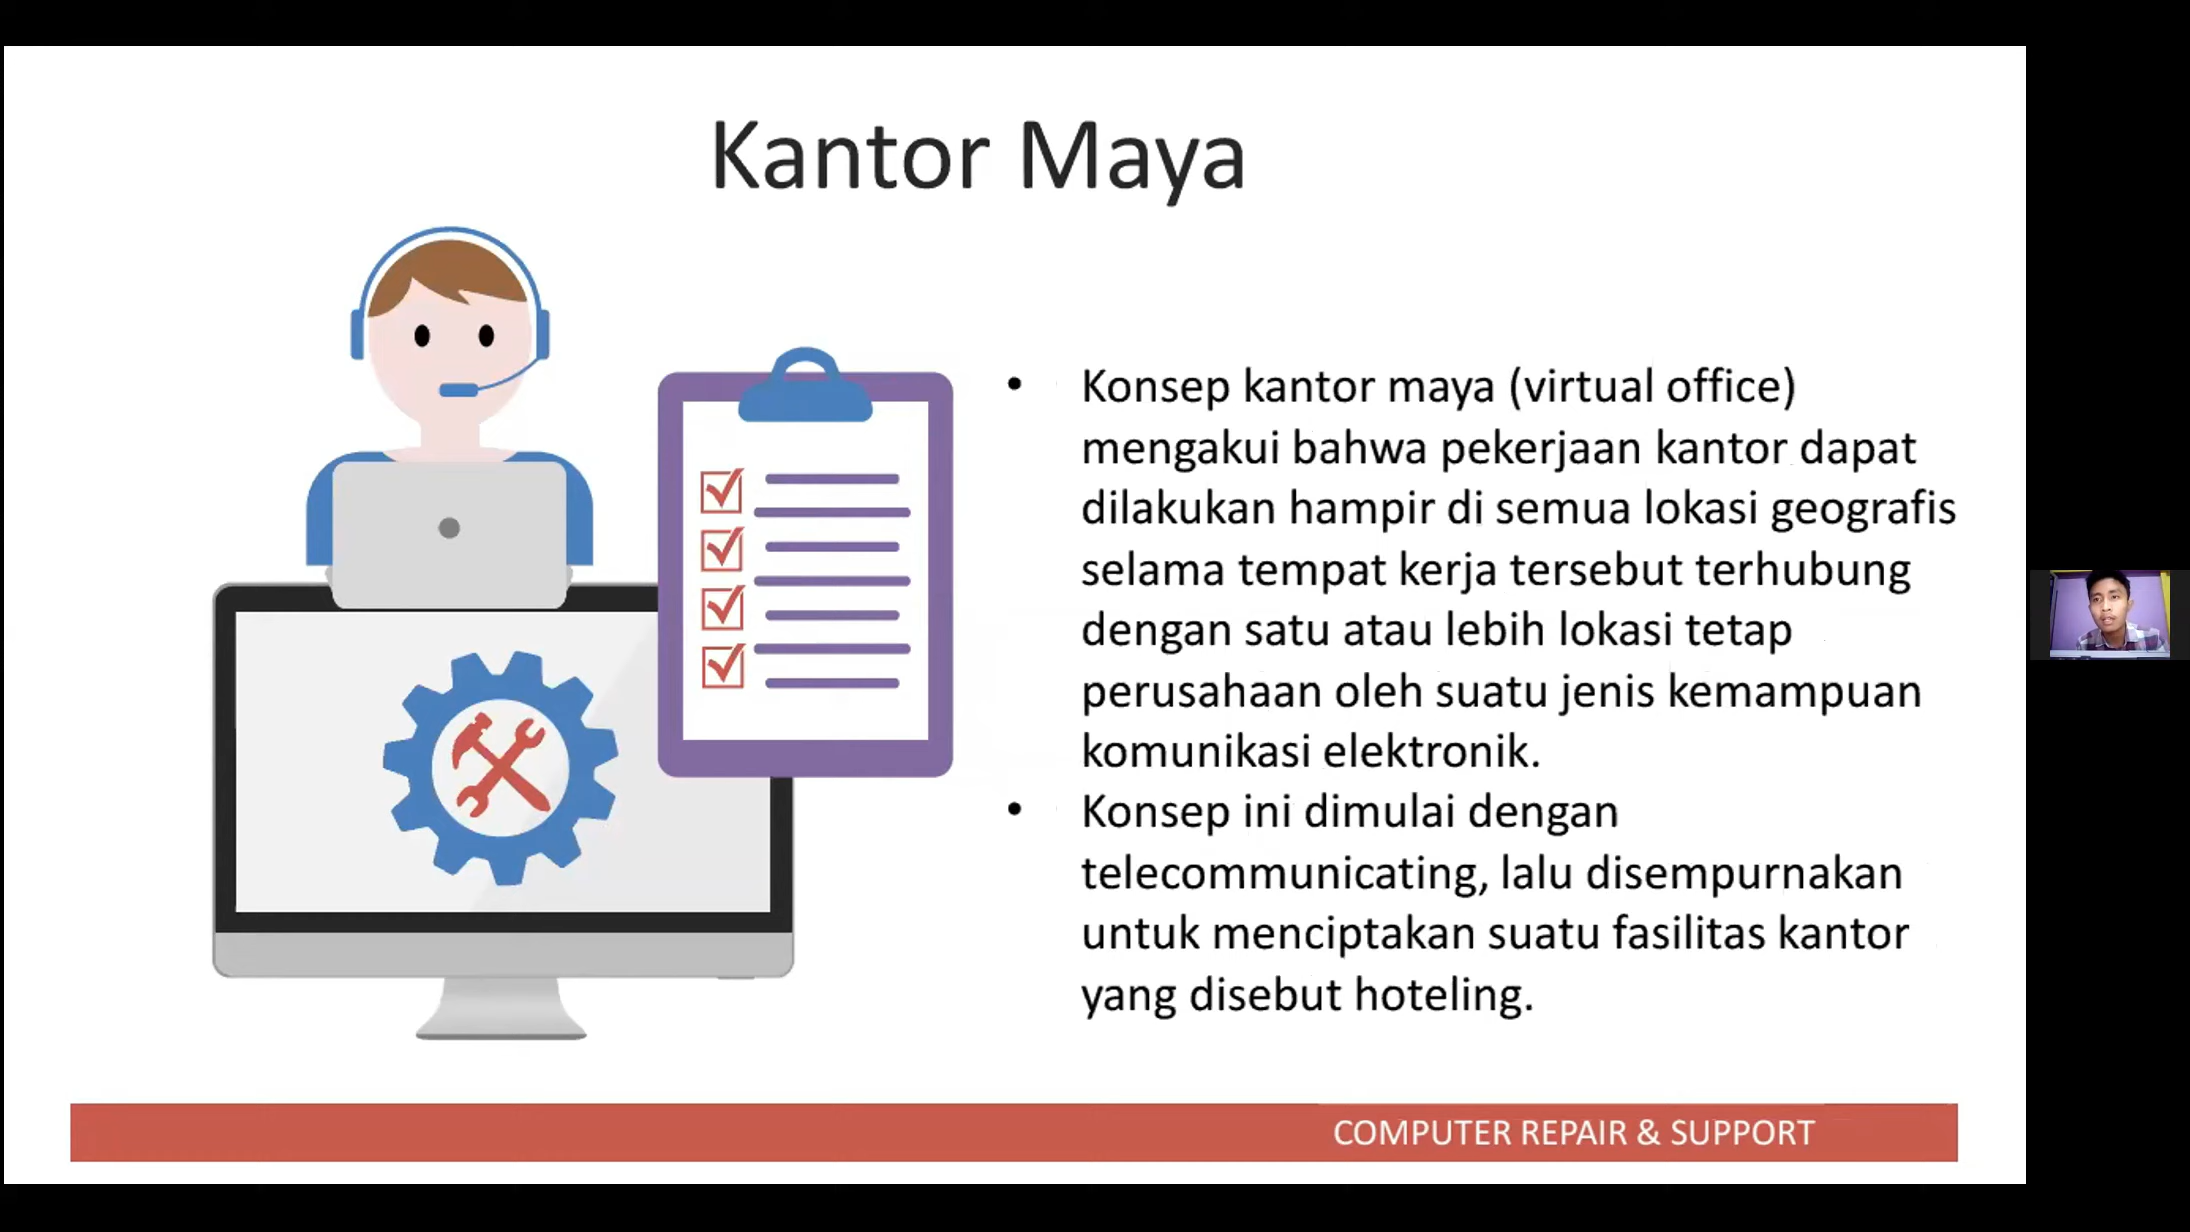 Kantor Maya
• Konsep kantor maya (virtual office)
mengakui bahwa pekerjaan kantor dapat
dilakukan hampir di semua lokasi geografis
selama tempat kerja tersebut terhubung
dengan satu atau lebih lokasi tetap
perusahaan oleh suatu jenis kemampuan
komunikasi elektronik.
• Konsep ini dimulai dengan
telecommunicating, lalu disempurnakan
untuk menciptakan suatu fasilitas kantor
yang disebut hoteling.
COMPUTER REPAIR & SUPPORT